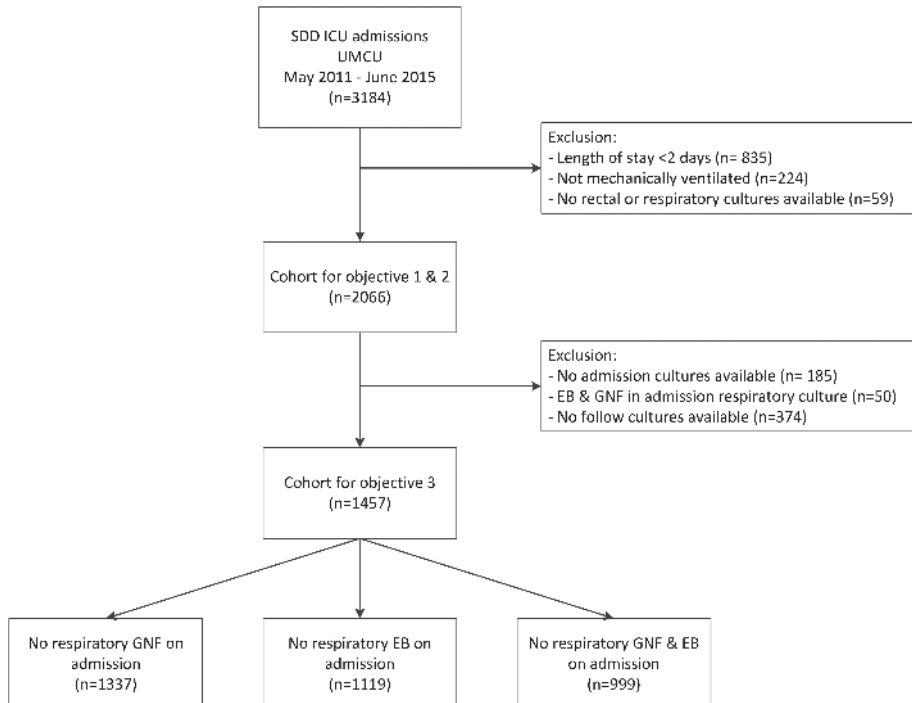 SDD ICU admissions
UMCU
May 2011 - June 2015
(n=3184)
Exclusion:
- Length of stay <2 days (n= 835)
- Not mechanically ventilated (n=224)
- No rectal or respiratory cultures available (n=59)
Cohort for objective 1 & 2
(n=2066)
Exclusion:
- No admission cultures available (n= 185)
- EB & GNF in admission respiratory culture (n=50)
- No follow cultures available (n=374)
Cohort for objective 3
(n=1457)
No respiratory GNF on
admission
(n=1337)
No respiratory EB on
admission
(n=1119)
No respiratory GNF & EB
on admission
(n=999)